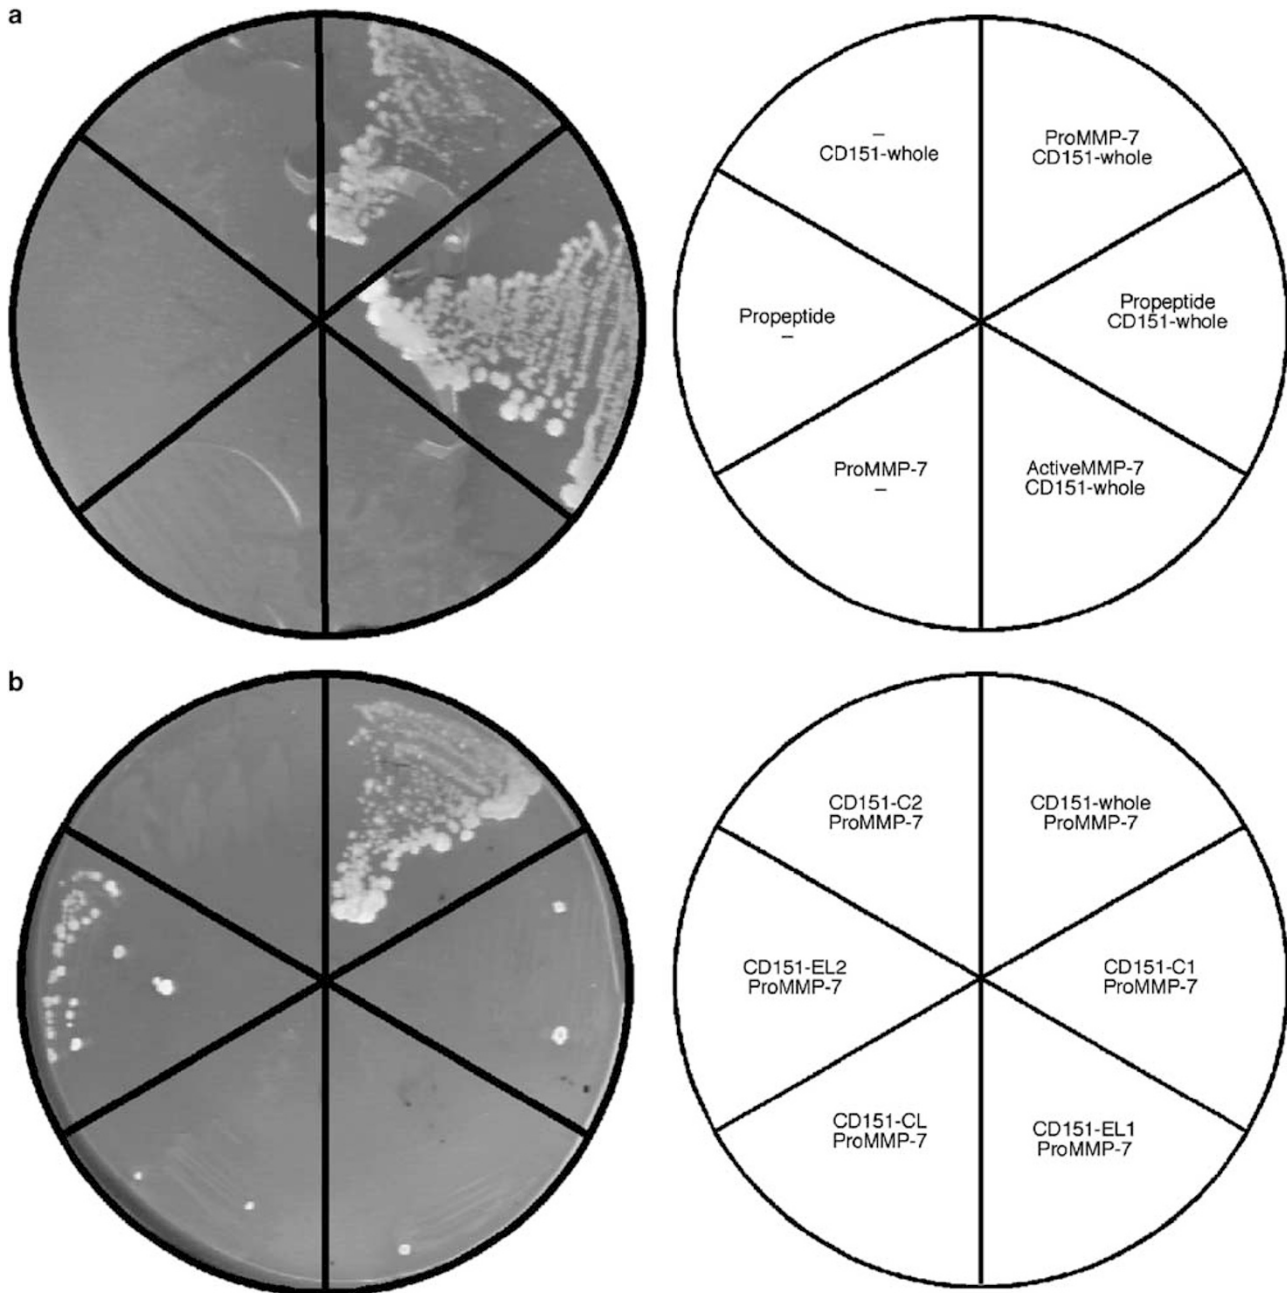 a
–
CD151-whole
ProMMP-7
CD151-whole
Propeptide
–
Propeptide
CD151-whole
ProMMP-7
–
ActiveMMP-7
CD151-whole
b
CD151-C2
ProMMP-7
CD151-whole
ProMMP-7
CD151-EL2
ProMMP-7
CD151-C1
ProMMP-7
CD151-CL
ProMMP-7
CD151-EL1
ProMMP-7